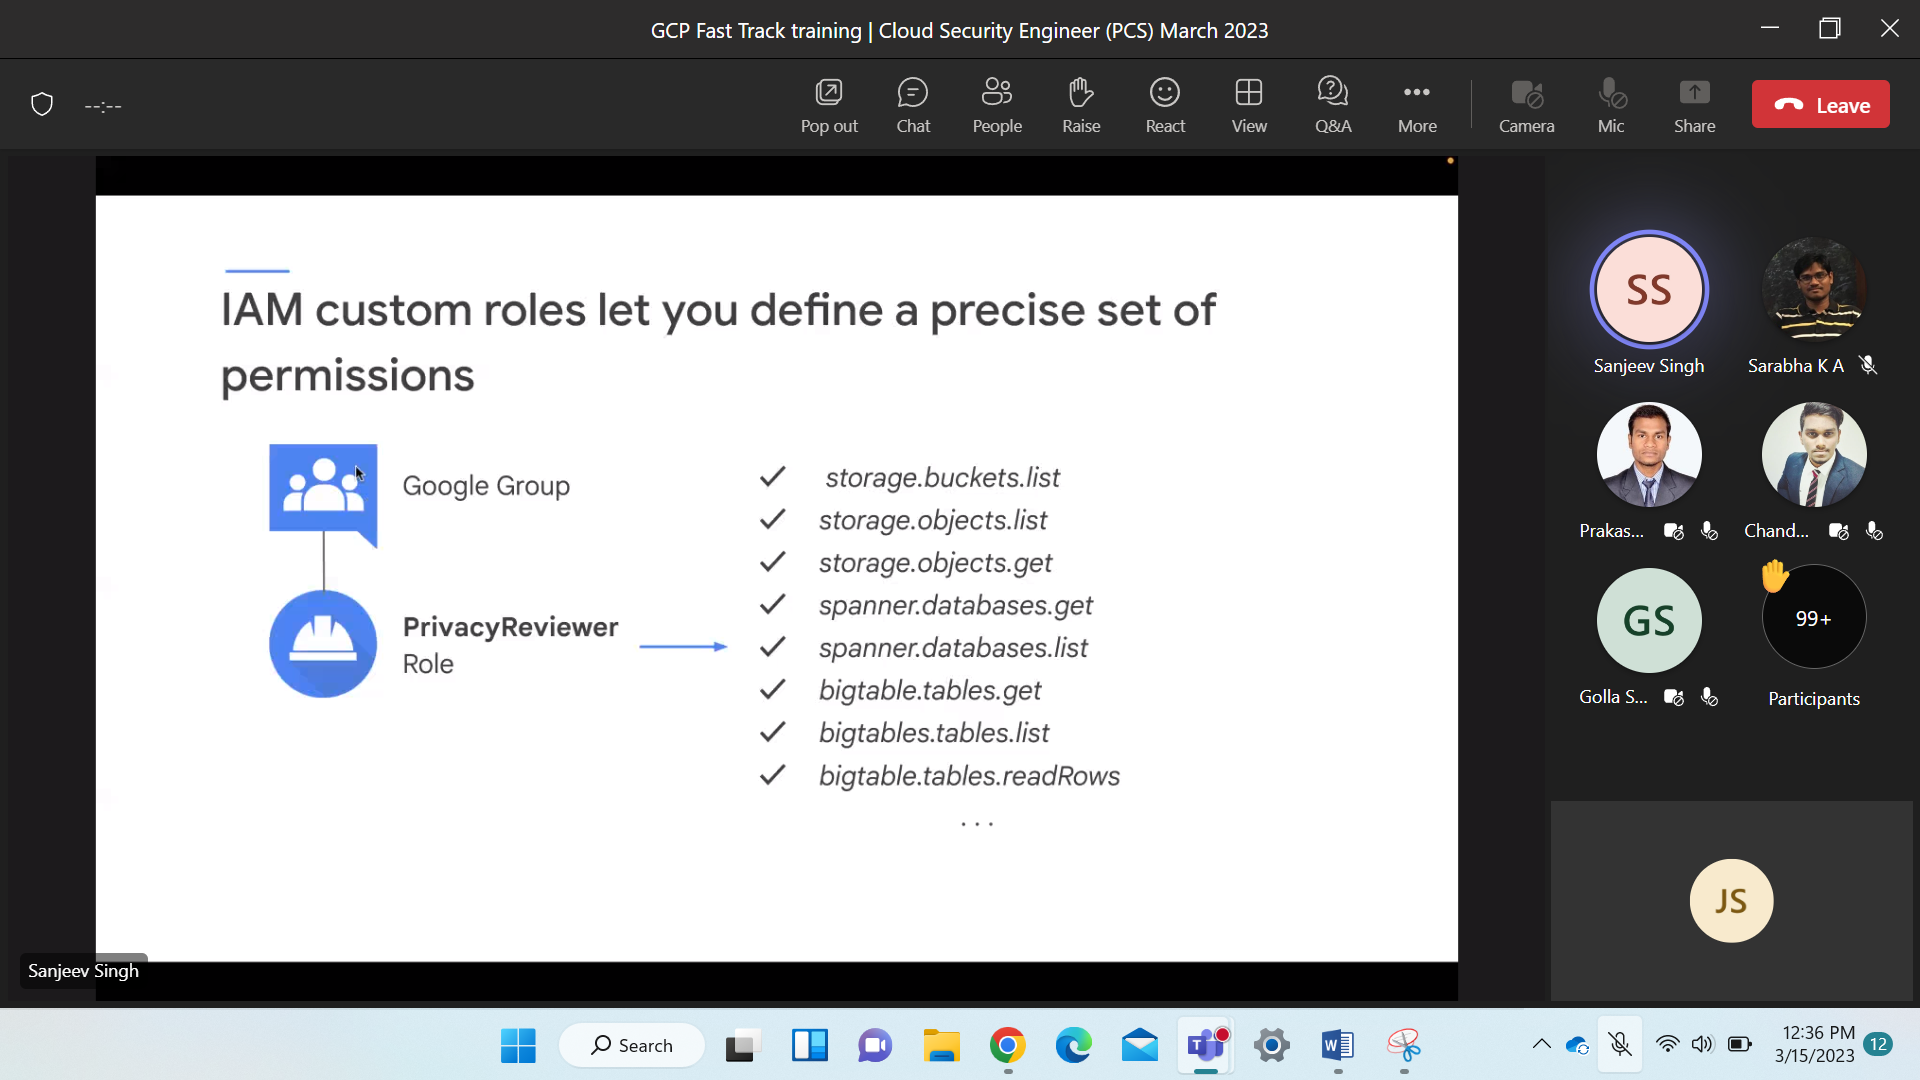 GCP Fast Track training | Cloud Security Engineer (PCS) March 2023
--:--
Pop out
Chat
People
Raise
React
View
Q&A
More
Camera
Mic
Share
Leave
IAM custom roles let you define a precise set of
permissions
Google Group
PrivacyReviewer
Role
storage.buckets.list
storage.objects.list
storage.objects.get
spanner.databases.get
spanner.databases.list
bigtable.tables.get
bigtables.tables.list
bigtable.tables.readRows
...
Sanjeev Singh
SS
Sanjeev Singh
Sarabha K A
Prakas...
Chand...
GS
Golla S...
99+
Participants
JS
Search
12:36 PM
3/15/2023
12